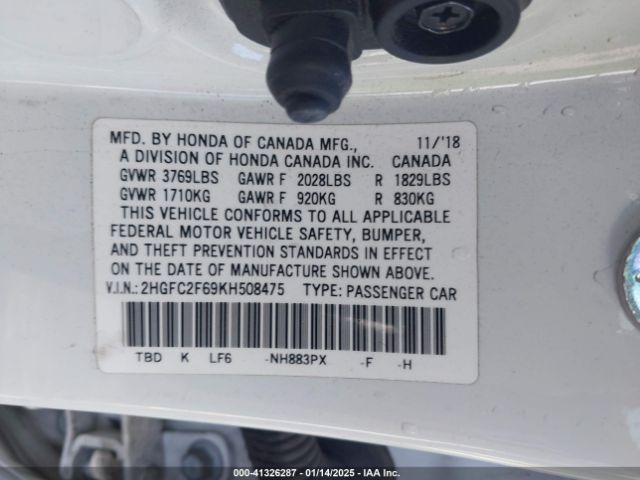 MFD. BY HONDA OF CANADA MFG., 11/'18
A DIVISION OF HONDA CANADA INC. CANADA
GVWR 3769LBS GAWR F 2028LBS R 1829LBS
GVWR 1710KG GAWR F 920KG R 830KG
THIS VEHICLE CONFORMS TO ALL APPLICABLE
FEDERAL MOTOR VEHICLE SAFETY, BUMPER,
AND THEFT PREVENTION STANDARDS IN EFFECT
ON THE DATE OF MANUFACTURE SHOWN ABOVE.
V.I.N.: 2HGFC2F69KH508475 TYPE: PASSENGER CAR
TBD K LF6 -NH883PX -F -H
000-41326287 - 01/14/2025 - IAA Inc.